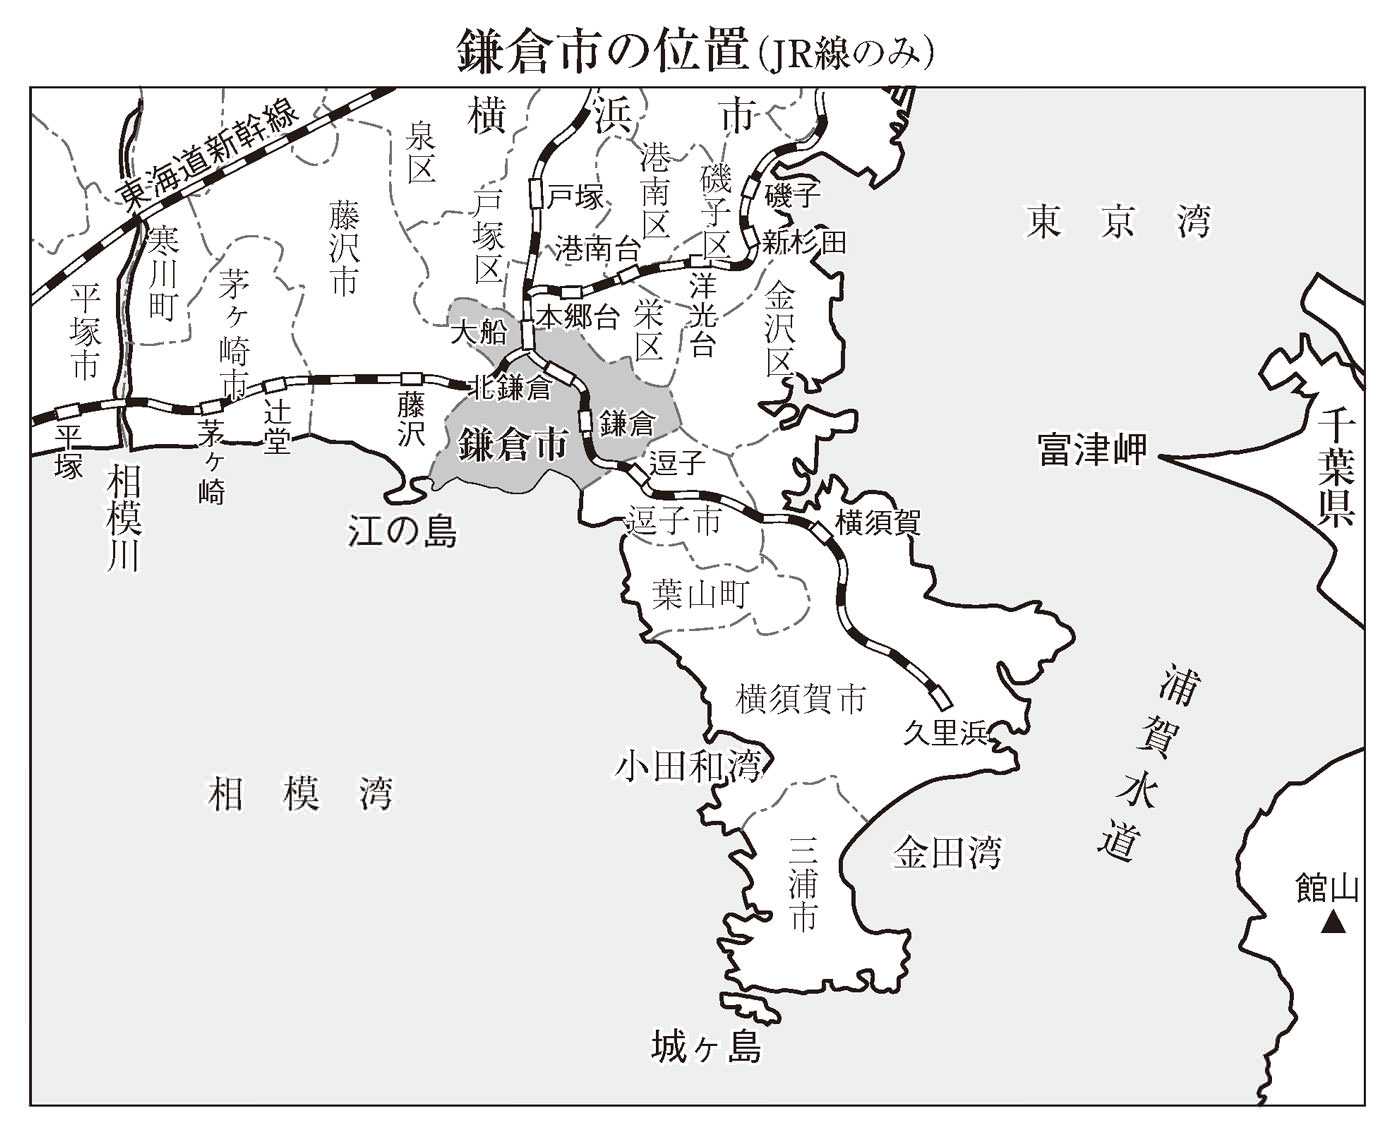 鎌倉市の位置(JR線のみ)
横浜市
東海道新幹線
泉区
戸塚区
戸塚
港南区
磯子区
磯子
新杉田
港南台
洋光台
本郷台
栄区
金沢区
東京湾
藤沢市
寒川町
茅ヶ崎市
平塚市
大船
北鎌倉
鎌倉
鎌倉市
平塚
相模川
茅ヶ崎
辻堂
藤沢
江の島
逗子
逗子市
横須賀
葉山町
横須賀市
久里浜
小田和湾
相模湾
三浦市
金田湾
城ヶ島
富津岬
千葉県
浦賀水道
館山